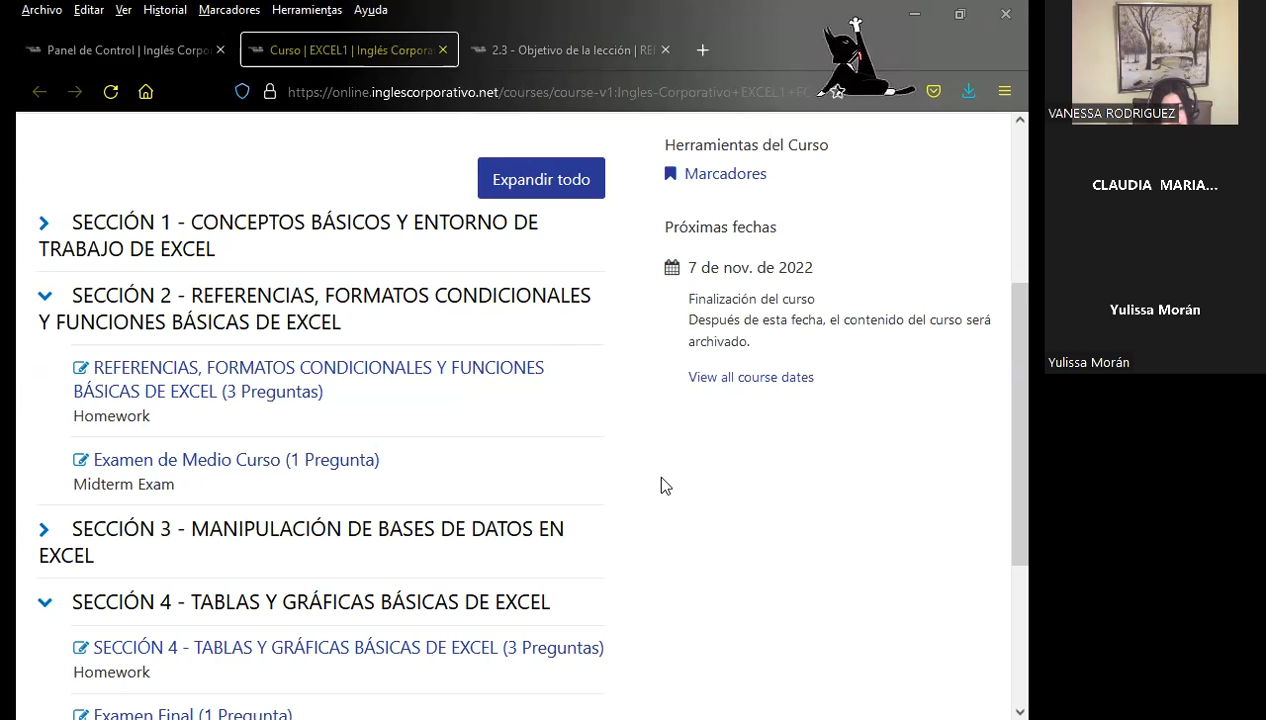 Archivo Editar Ver Historial Marcadores Herramientas Ayuda
Panel de Control | Inglés Corpo
Curso | EXCEL1 | Inglés Corpora
2.3 - Objetivo de la lección | RE
https://online.inglescorporativo.net/courses/course-v1:Ingles-Corporativo+EXCEL1+FC
Expandir todo
SECCIÓN 1 - CONCEPTOS BÁSICOS Y ENTORNO DE
TRABAJO DE EXCEL
SECCIÓN 2 - REFERENCIAS, FORMATOS CONDICIONALES
Y FUNCIONES BÁSICAS DE EXCEL
REFERENCIAS, FORMATOS CONDICIONALES Y FUNCIONES
BÁSICAS DE EXCEL (3 Preguntas)
Homework
Examen de Medio Curso (1 Pregunta)
Midterm Exam
SECCIÓN 3 - MANIPULACIÓN DE BASES DE DATOS EN
EXCEL
SECCIÓN 4 - TABLAS Y GRÁFICAS BÁSICAS DE EXCEL
SECCIÓN 4 - TABLAS Y GRÁFICAS BÁSICAS DE EXCEL (3 Preguntas)
Homework
Examen Final (1 Pregunta)
Herramientas del Curso
Marcadores
Próximas fechas
7 de nov. de 2022
Finalización del curso
Después de esta fecha, el contenido del curso será
archivado.
View all course dates
VANESSA RODRIGUEZ
CLAUDIA MARIA...
Yulissa Morán
Yulissa Morán